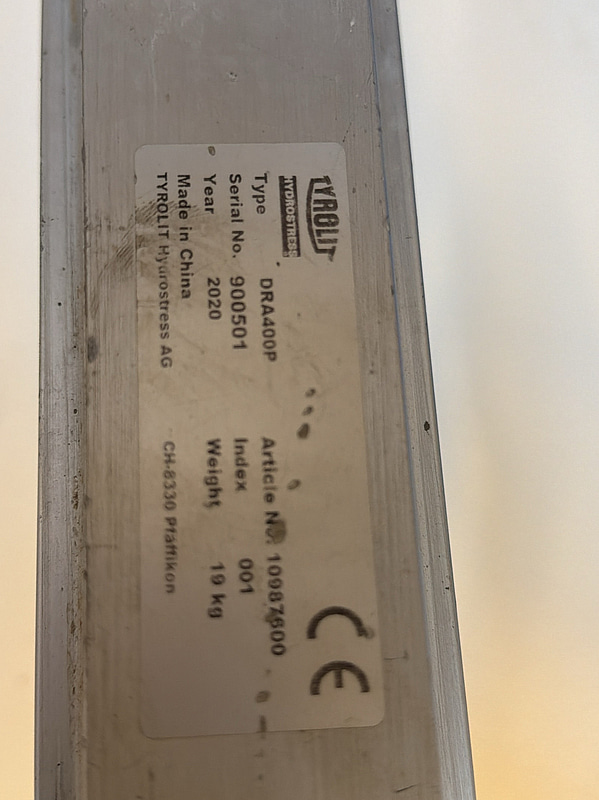 TYROLIT
HYDROSTRESS
Type DRA400P Article No. 10987600
Serial No. 900501 Index 001
Year 2020 Weight 19 kg
Made in China
TYROLIT Hydrostress AG CH-8330 Pfäffikon
CE